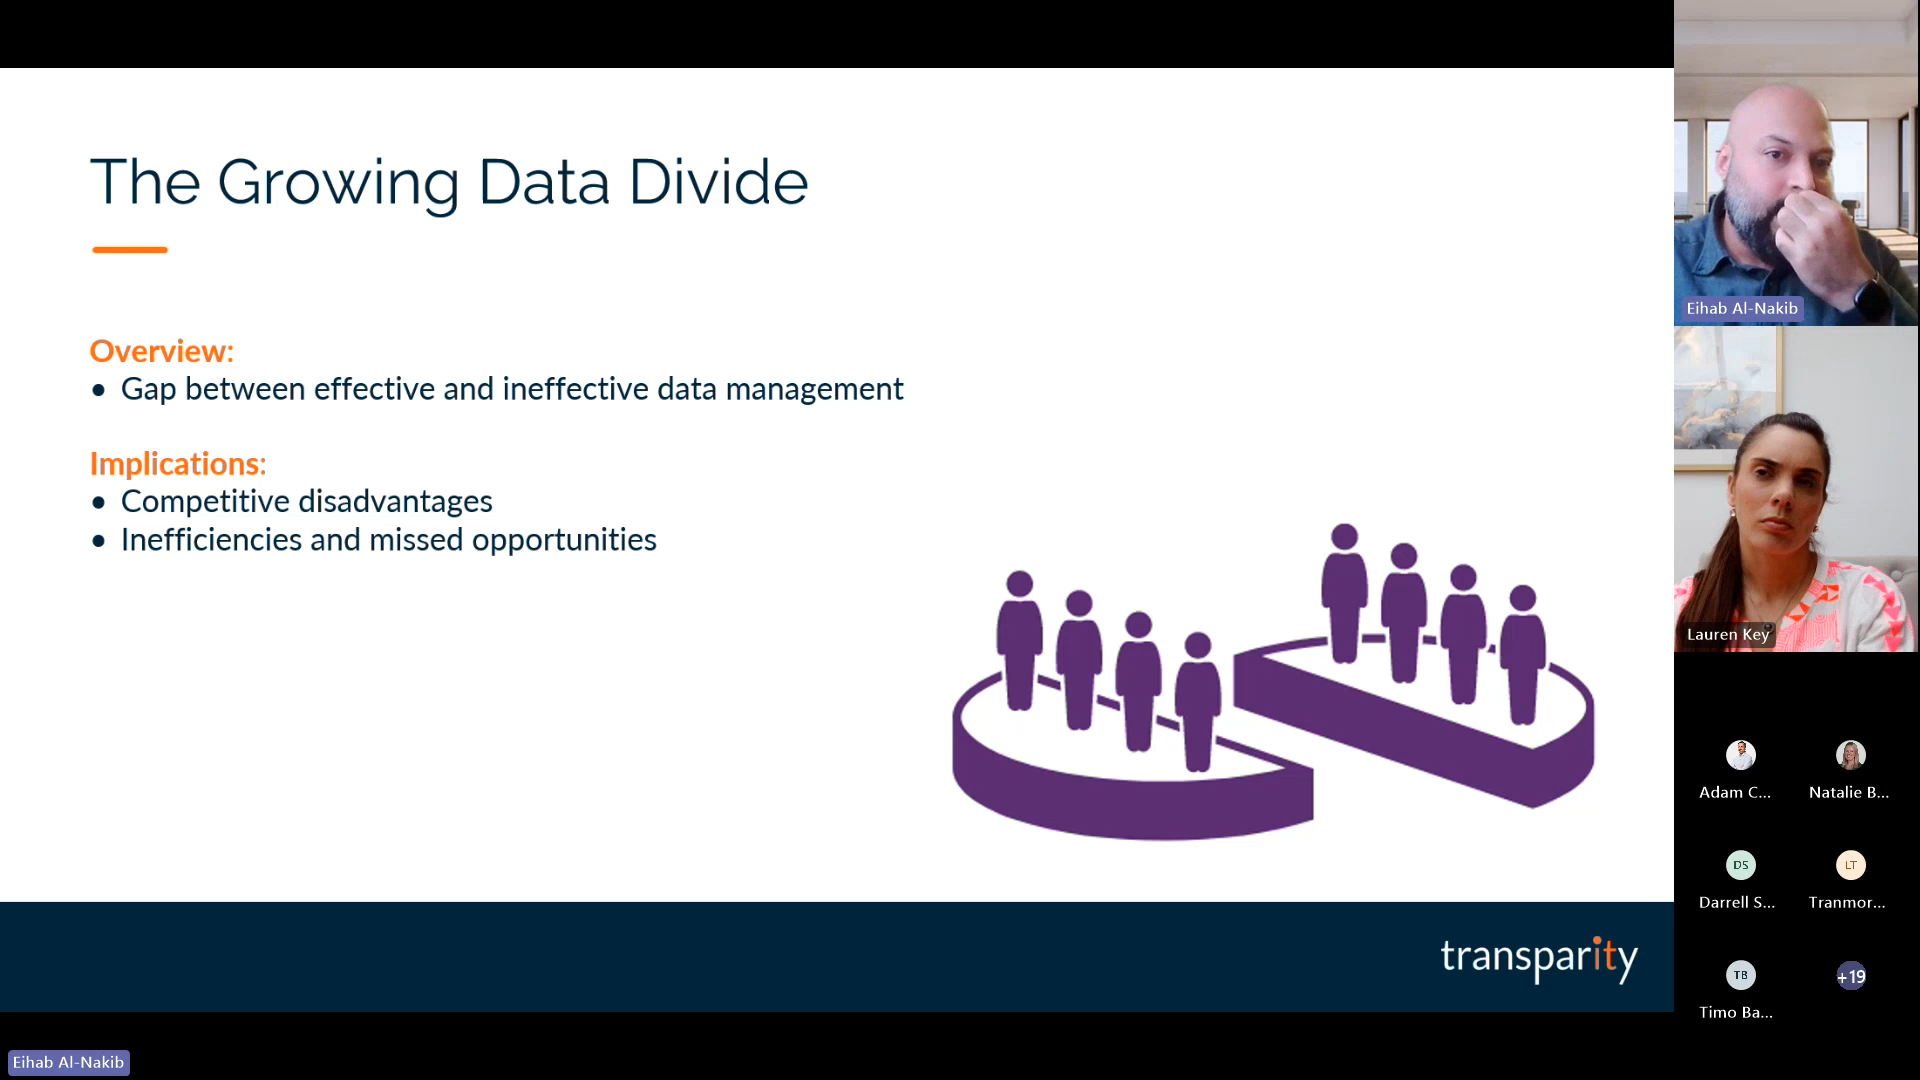 The Growing Data Divide
Overview:
• Gap between effective and ineffective data management
Implications:
• Competitive disadvantages
• Inefficiencies and missed opportunities
transparity
Eihab Al-Nakib
Eihab Al-Nakib
Lauren Key
Adam C...
Natalie B...
DS
LT
Darrell S...
Tranmor...
TB
+19
Timo Ba...